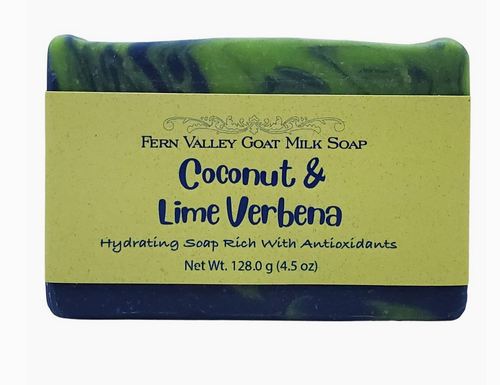 Fern Valley Goat Milk Soap
Coconut &
Lime Verbena
Hydrating Soap Rich With Antioxidants
Net Wt. 128.0 g (4.5 oz)